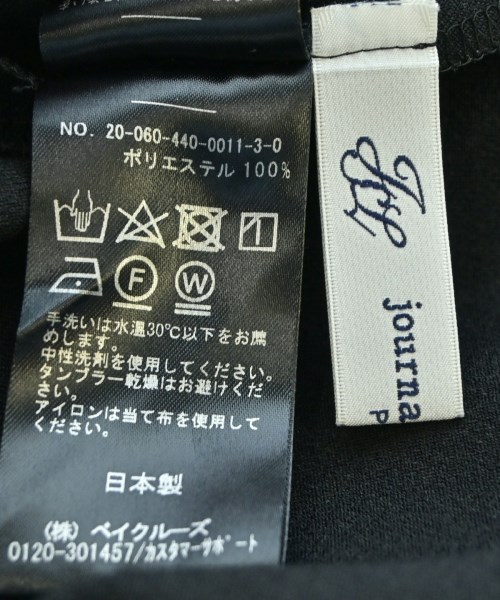 NO. 20-060-440-0011-3-0
ポリエステル 100%
F
W
手洗いは水温30℃以下をお薦
めします。
中性洗剤を使用してください。
タンブラー乾燥はお避けくだ
さい。
アイロンは当て布を使用して
ください。
日本製
(株) ベイクルーズ
0120-301457/カスタマーサポート
journa